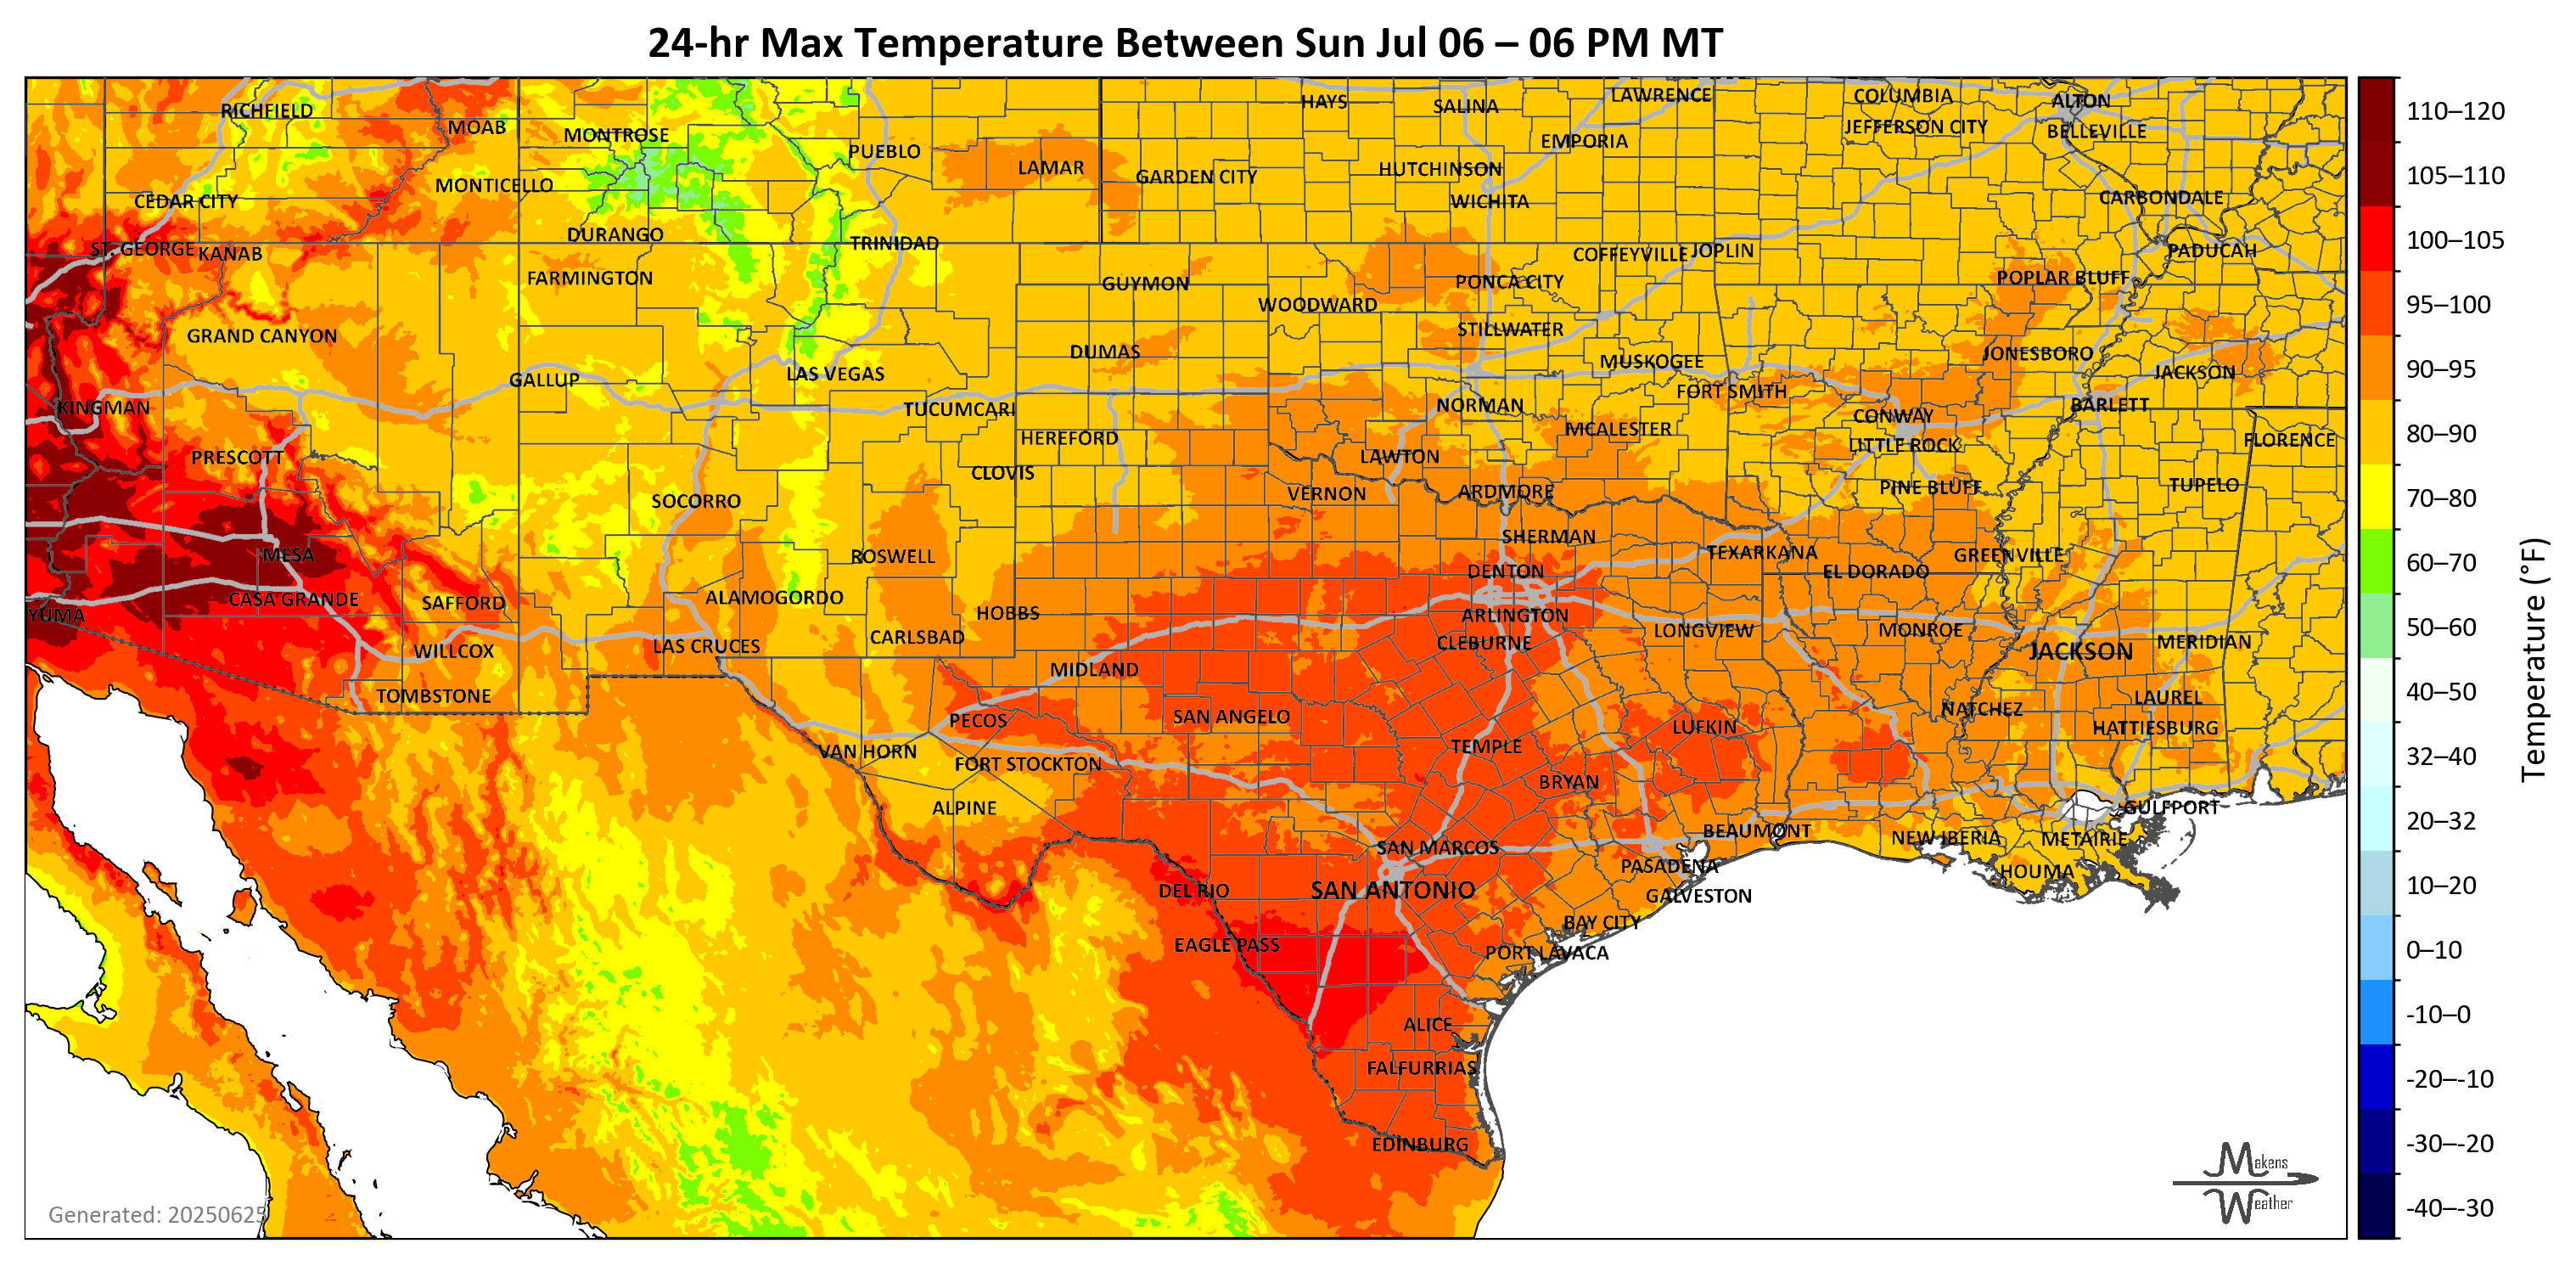 24-hr Max Temperature Between Sun Jul 06 – 06 PM MT
RICHFIELD
MOAB
MONTROSE
PUEBLO
LAMAR
HAYS
SALINA
LAWRENCE
COLUMBIA
ALTON
EMPORIA
JEFFERSON CITY
BELLEVILLE
MONTICELLO
GARDEN CITY
HUTCHINSON
CEDAR CITY
WICHITA
CARBONDALE
ST. GEORGE
KANAB
DURANGO
TRINIDAD
COFFEYVILLE
JOPLIN
PADUCAH
FARMINGTON
GUYMON
PONCA CITY
POPLAR BLUFF
WOODWARD
GRAND CANYON
STILLWATER
DUMAS
MUSKOGEE
JONESBORO
GALLUP
LAS VEGAS
FORT SMITH
JACKSON
KINGMAN
TUCUMCARI
NORMAN
CONWAY
BARLETT
HEREFORD
MCALESTER
LITTLE ROCK
FLORENCE
PRESCOTT
CLOVIS
LAWTON
SOCORRO
VERNON
ARDMORE
PINE BLUFF
TUPELO
MESA
ROSWELL
SHERMAN
TEXARKANA
GREENVILLE
DENTON
EL DORADO
YUMA
CASA GRANDE
SAFFORD
ALAMOGORDO
HOBBS
ARLINGTON
WILLCOX
LAS CRUCES
CARLSBAD
CLEBURNE
LONGVIEW
MONROE
JACKSON
MERIDIAN
TOMBSTONE
MIDLAND
LAUREL
PECOS
SAN ANGELO
LUFKIN
NATCHEZ
HATTIESBURG
VAN HORN
FORT STOCKTON
TEMPLE
BRYAN
ALPINE
GULFPORT
SAN MARCOS
BEAUMONT
NEW IBERIA
METAIRIE
DEL RIO
SAN ANTONIO
PASADENA
HOUMA
GALVESTON
EAGLE PASS
BAY CITY
PORT LAVACA
ALICE
FALFURRIAS
EDINBURG
Generated: 20250625
Makens
Weather
110–120
105–110
100–105
95–100
90–95
80–90
70–80
60–70
50–60
40–50
32–40
20–32
10–20
0–10
-10–0
-20–-10
-30–-20
-40–-30
Temperature (°F)